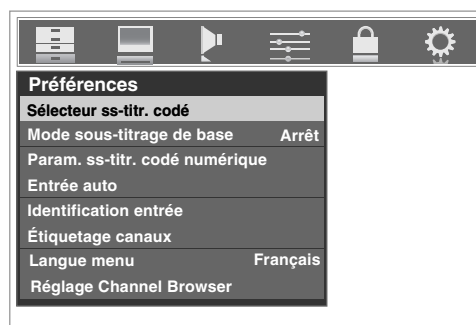 Préférences
Sélecteur ss-titr. codé
Mode sous-titrage de base Arrêt
Param. ss-titr. codé numérique
Entrée auto
Identification entrée
Étiquetage canaux
Langue menu Français
Réglage Channel Browser